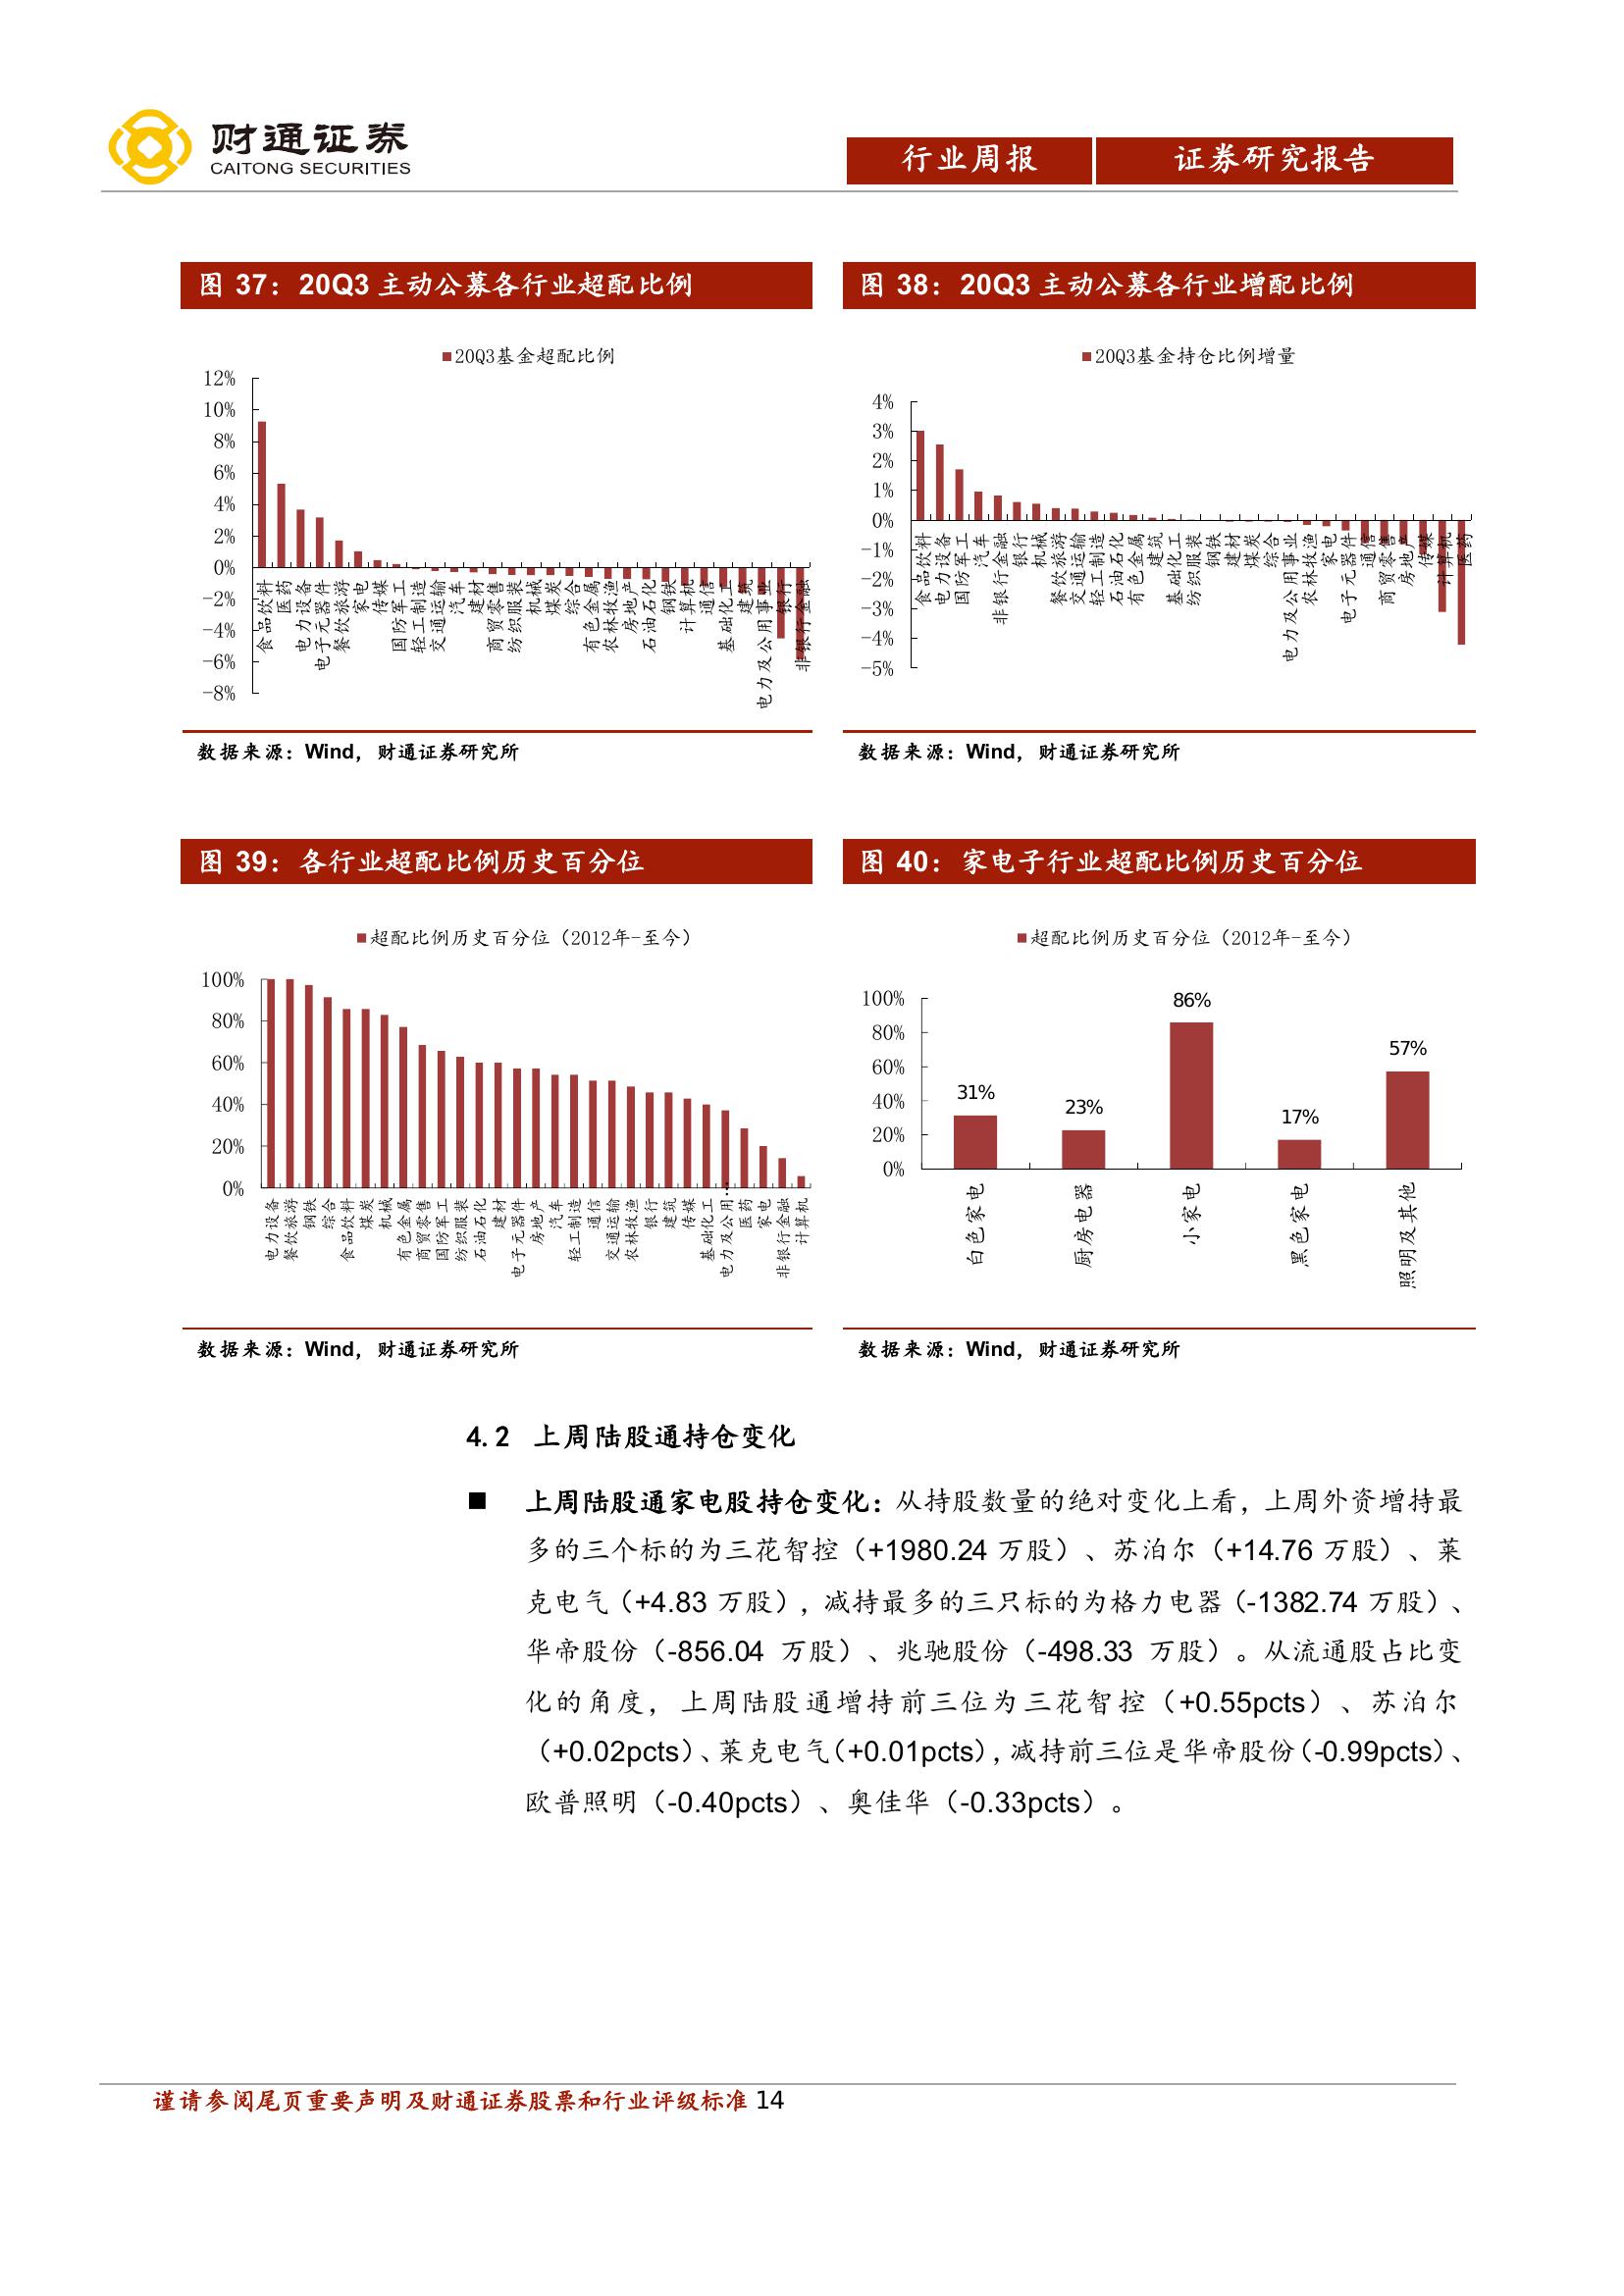 财通证券
CAITONG SECURITIES
行业周报 证券研究报告
图 37：20Q3 主动公募各行业超配比例
20Q3基金超配比例
12%
10%
8%
6%
4%
2%
0%
-2%
-4%
-6%
-8%
食品饮料
医药
电力设备
电子元器件
餐饮旅游
家电
传媒
国防军工
轻工制造
交通运输
汽车
建材
商贸零售
纺织服装
机械
煤炭
综合
有色金属
农林牧渔
房地产
石油石化
钢铁
计算机
通信
基础化工
建筑
电力及公用事业
银行
非银行金融
数据来源：Wind，财通证券研究所
图 38：20Q3 主动公募各行业增配比例
20Q3基金持仓比例增量
4%
3%
2%
1%
0%
-1%
-2%
-3%
-4%
-5%
食品饮料
电力设备
国防军工
汽车
非银行金融
银行
机械
餐饮旅游
交通运输
轻工制造
石油石化
有色金属
建筑
基础化工
纺织服装
钢铁
建材
煤炭
综合
电力及公用事业
农林牧渔
家电
电子元器件
通信
商贸零售
房地产
传媒
计算机
医药
数据来源：Wind，财通证券研究所
图 39：各行业超配比例历史百分位
超配比例历史百分位（2012年-至今）
100%
80%
60%
40%
20%
0%
电力设备
餐饮旅游
钢铁
综合
食品饮料
煤炭
机械
有色金属
商贸零售
国防军工
纺织服装
石油石化
建材
电子元器件
房地产
汽车
轻工制造
通信
交通运输
农林牧渔
银行
建筑
传媒
基础化工
电力及公用…
医药
家电
非银行金融
计算机
数据来源：Wind，财通证券研究所
图 40：家电子行业超配比例历史百分位
超配比例历史百分位（2012年-至今）
100%
80%
60%
40%
20%
0%
31%
23%
86%
17%
57%
白色家电
厨房电器
小家电
黑色家电
照明及其他
数据来源：Wind，财通证券研究所
4.2 上周陆股通持仓变化
■ 上周陆股通家电股持仓变化：从持股数量的绝对变化上看，上周外资增持最
多的三个标的为三花智控（+1980.24 万股）、苏泊尔（+14.76 万股）、莱
克电气（+4.83 万股），减持最多的三只标的为格力电器（-1382.74 万股）、
华帝股份（-856.04 万股）、兆驰股份（-498.33 万股）。从流通股占比变
化的角度，上周陆股通增持前三位为三花智控（+0.55pcts）、苏泊尔
（+0.02pcts）、莱克电气（+0.01pcts），减持前三位是华帝股份（-0.99pcts）、
欧普照明（-0.40pcts）、奥佳华（-0.33pcts）。
谨请参阅尾页重要声明及财通证券股票和行业评级标准 14